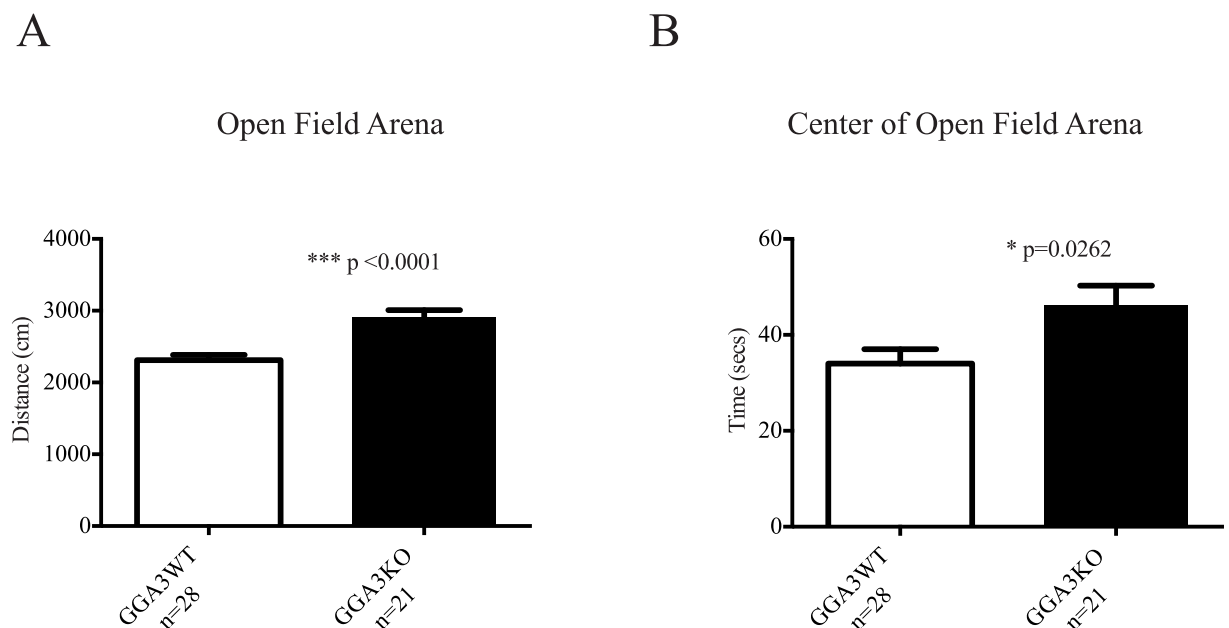 A
Open Field Arena
Distance (cm)
4000
3000
2000
1000
0
*** p <0.0001
GGA3WT
n=28
GGA3KO
n=21
B
Center of Open Field Arena
Time (secs)
60
40
20
0
* p=0.0262
GGA3WT
n=28
GGA3KO
n=21